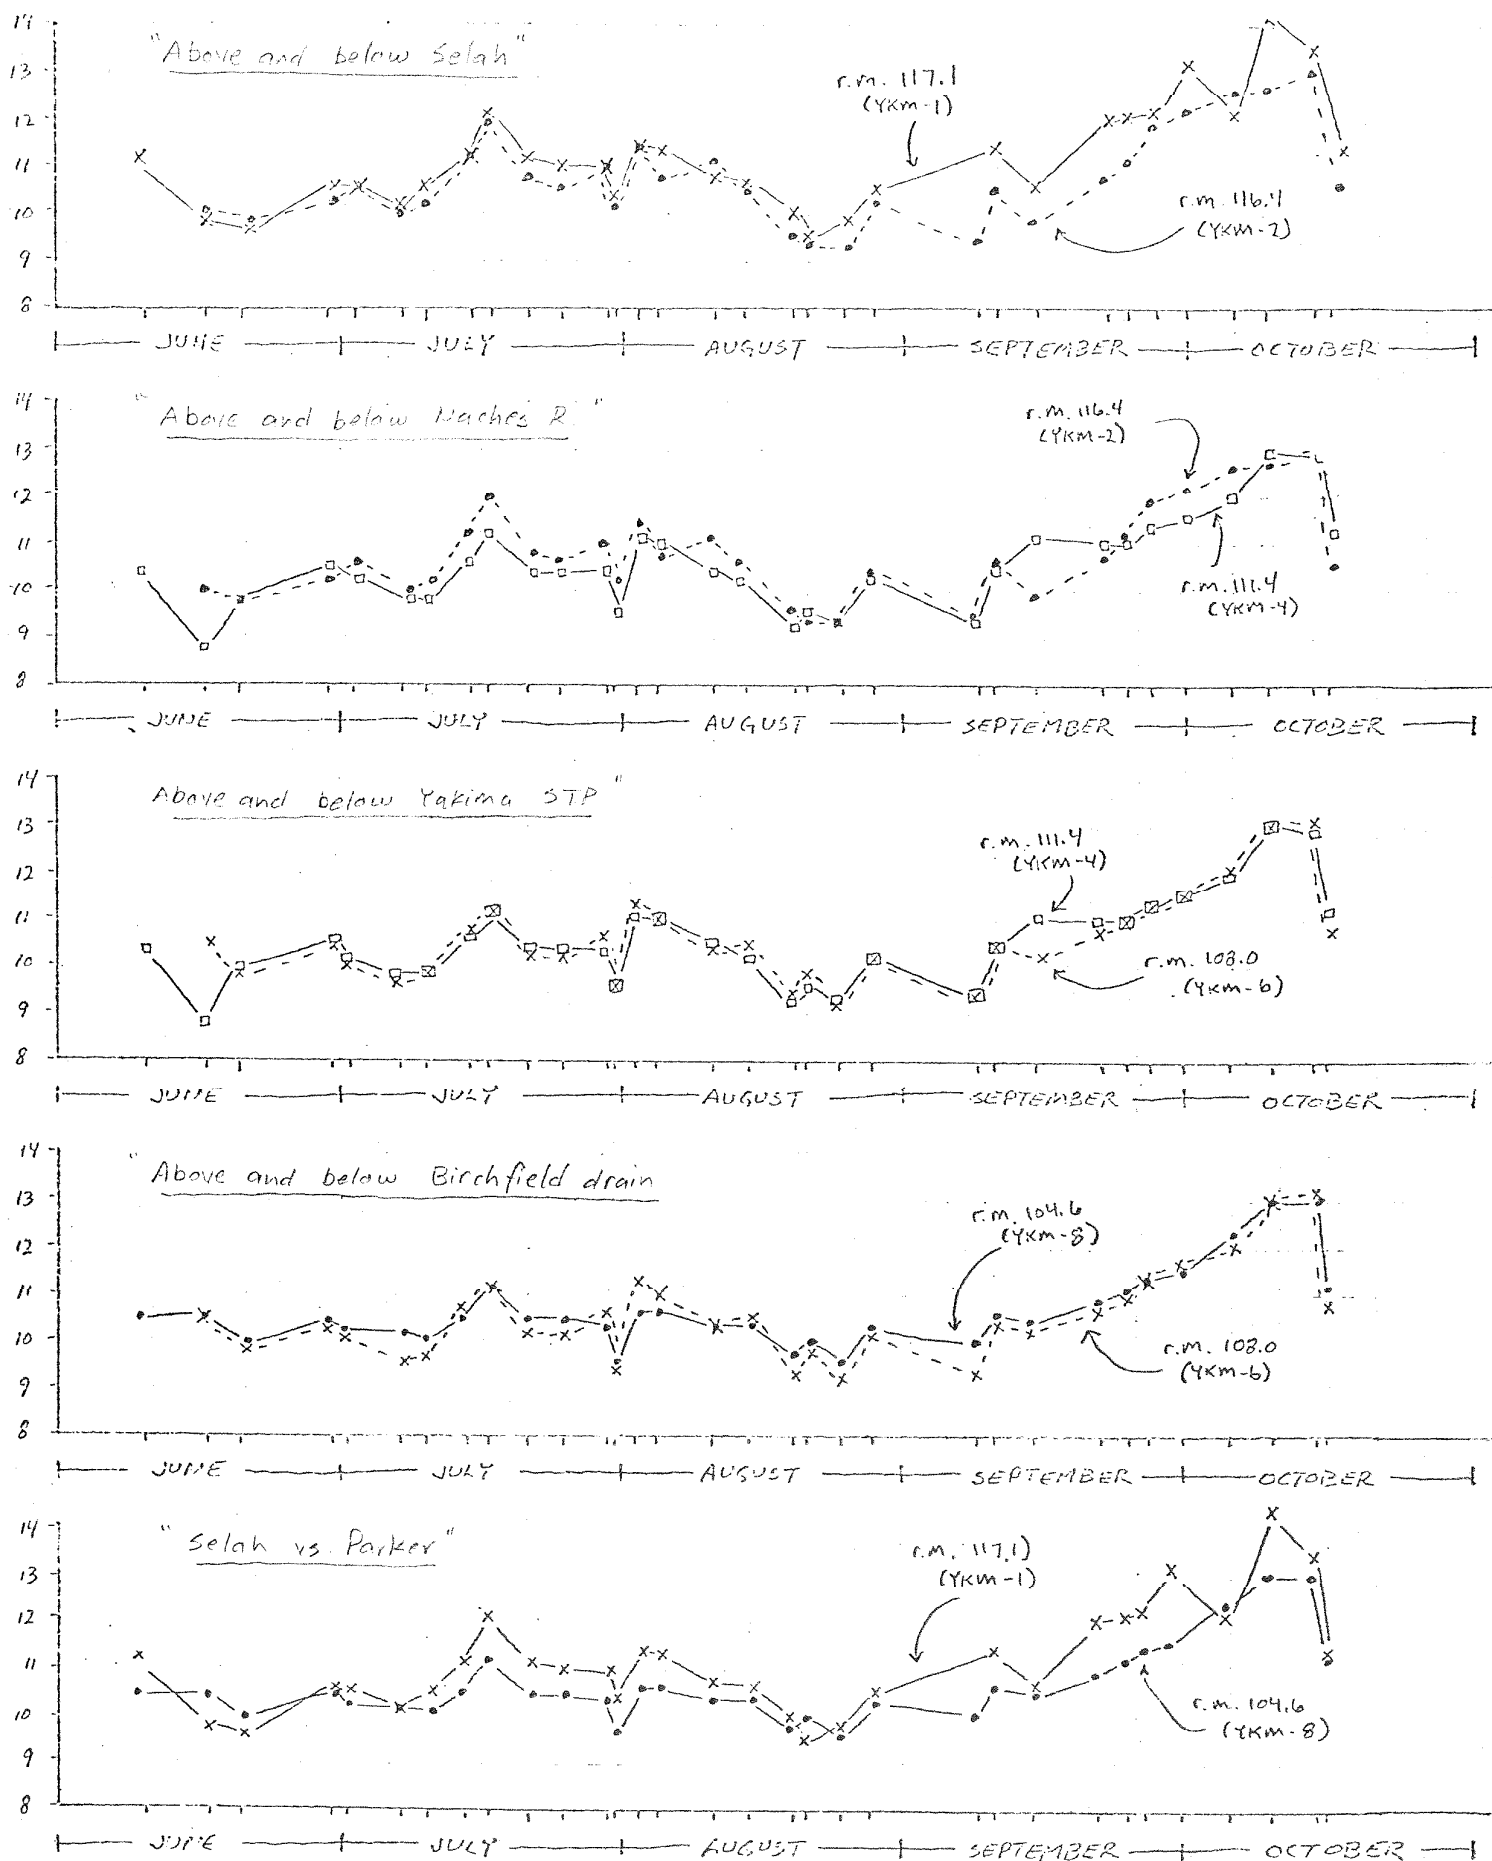 14
"Above and below Selah"
13
r.m. 117.1
(YKM-1)
12
11
r.m. 116.4
(YKM-2)
10
9
8
JUNE JULY AUGUST SEPTEMBER OCTOBER
14
"Above and below Naches R."
r.m. 116.4
(YKM-2)
13
12
11
10
r.m. 111.4
(YKM-4)
9
8
JUNE JULY AUGUST SEPTEMBER OCTOBER
14
Above and below Yakima STP"
13
r.m. 111.4
(YKM-4)
12
11
10
r.m. 108.0
(YKM-6)
9
8
JUNE JULY AUGUST SEPTEMBER OCTOBER
14
"Above and below Birchfield drain
13
r.m. 104.6
(YKM-8)
12
11
10
r.m. 108.0
(YKM-6)
9
8
JUNE JULY AUGUST SEPTEMBER OCTOBER
14
"Selah vs. Parker"
r.m. 117.1)
(YKM-1)
13
12
11
10
r.m. 104.6
(YKM-8)
9
8
JUNE JULY AUGUST SEPTEMBER OCTOBER